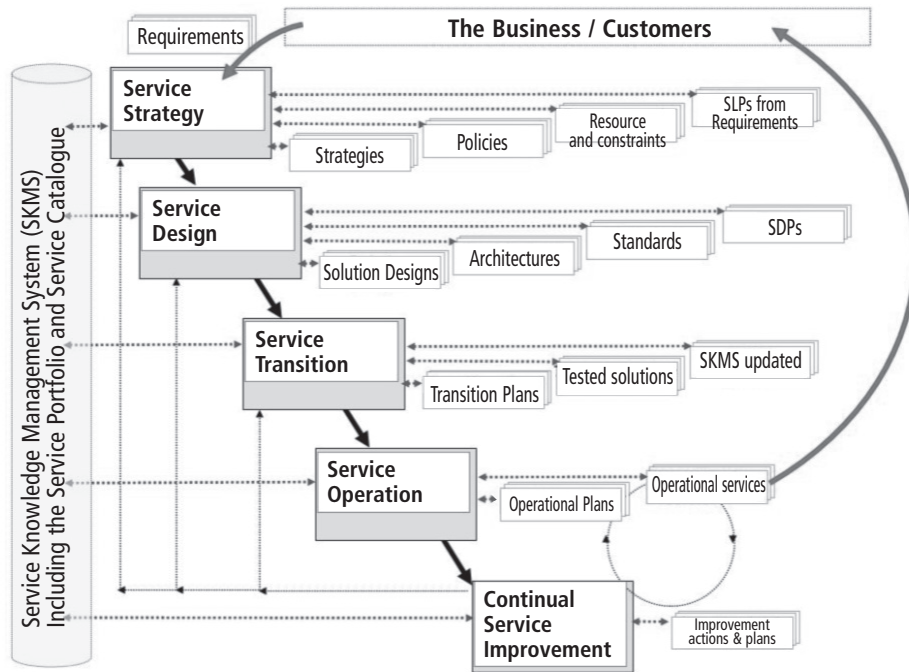 Requirements
The Business / Customers
Service Knowledge Management System (SKMS)
Including the Service Portfolio and Service Catalogue
Service
Strategy
SLPs from
Requirements
Resource
and constraints
Policies
Strategies
Service
Design
SDPs
Standards
Architectures
Solution Designs
Service
Transition
SKMS updated
Tested solutions
Transition Plans
Service
Operation
Operational services
Operational Plans
Continual
Service
Improvement
Improvement
actions & plans